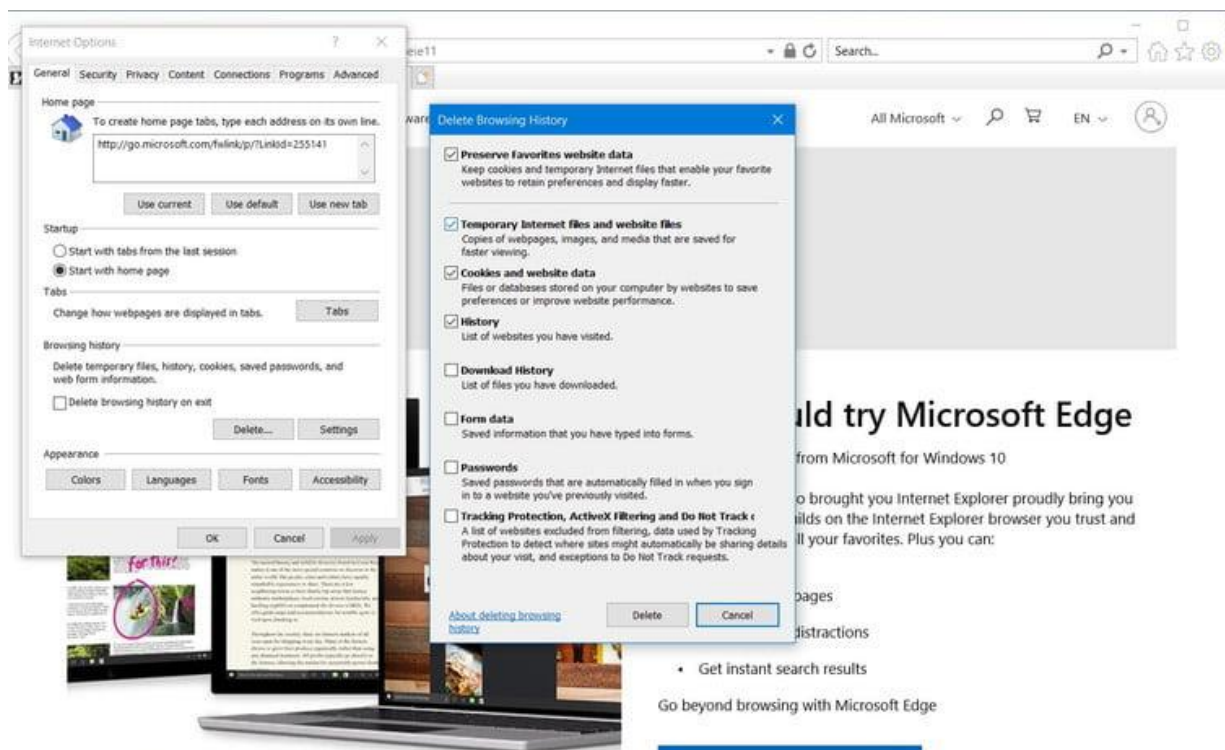 Internet Options
?
General Security Privacy Content Connections Programs Advanced
Home page
To create home page tabs, type each address on its own line.
http://go.microsoft.com/fwlink/p/?LinkId=255141
Use current Use default Use new tab
Startup
Start with tabs from the last session
Start with home page
Tabs
Change how webpages are displayed in tabs.
Tabs
Browsing history
Delete temporary files, history, cookies, saved passwords, and
web form information.
Delete browsing history on exit
Delete... Settings
Appearance
Colors Languages Fonts Accessibility
OK Cancel Apply
eie11
Search...
All Microsoft
EN
Delete Browsing History
Preserve Favorites website data
Keep cookies and temporary Internet files that enable your favorite
websites to retain preferences and display faster.
Temporary Internet files and website files
Copies of webpages, images, and media that are saved for
faster viewing.
Cookies and website data
Files or databases stored on your computer by websites to save
preferences or improve website performance.
History
List of websites you have visited.
Download History
List of files you have downloaded.
Form data
Saved information that you have typed into forms.
Passwords
Saved passwords that are automatically filled in when you sign
in to a website you've previously visited.
Tracking Protection, ActiveX Filtering and Do Not Track
A list of websites excluded from filtering, data used by Tracking
Protection to detect where sites might automatically be sharing details
about your visit, and exceptions to Do Not Track requests.
About deleting browsing
history
Delete Cancel
uld try Microsoft Edge
from Microsoft for Windows 10
o brought you Internet Explorer proudly bring you
ilds on the Internet Explorer browser you trust and
ll your favorites. Plus you can:
pages
distractions
• Get instant search results
Go beyond browsing with Microsoft Edge
for this?